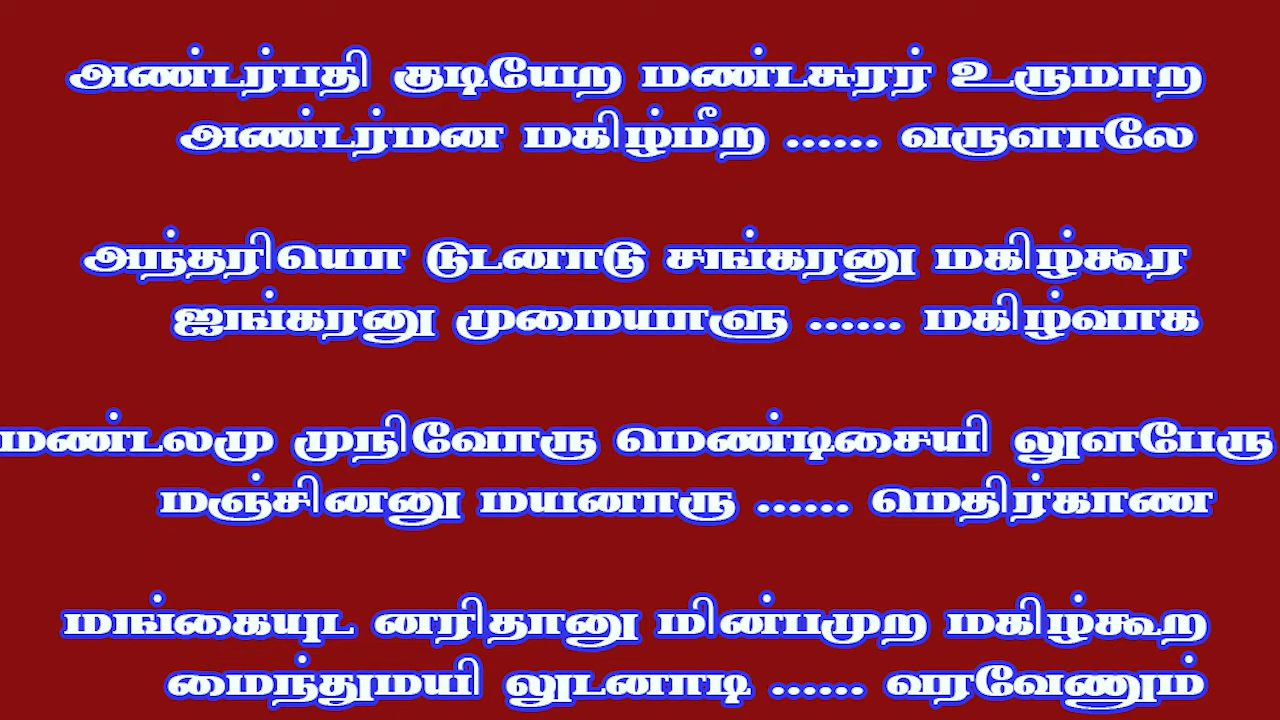 அண்டர்பதி குடியேற மண்டசுரர் உருமாற
அண்டர்மன மகிழ்மீற ...... வருளாலே
அந்தரியொ டுடனாடு சங்கரனு மகிழ்கூர
ஐங்கரனு முமையாளு ...... மகிழ்வாக
மண்டலமு முநிவோரு மெண்டிசையி லுளபேரு
மஞ்சினனு மயனாரு ...... மெதிர்காண
மங்கையுட னரிதானு மின்பமுற மகிழ்கூற
மைந்துமயி லுடனாடி ...... வரவேணும்